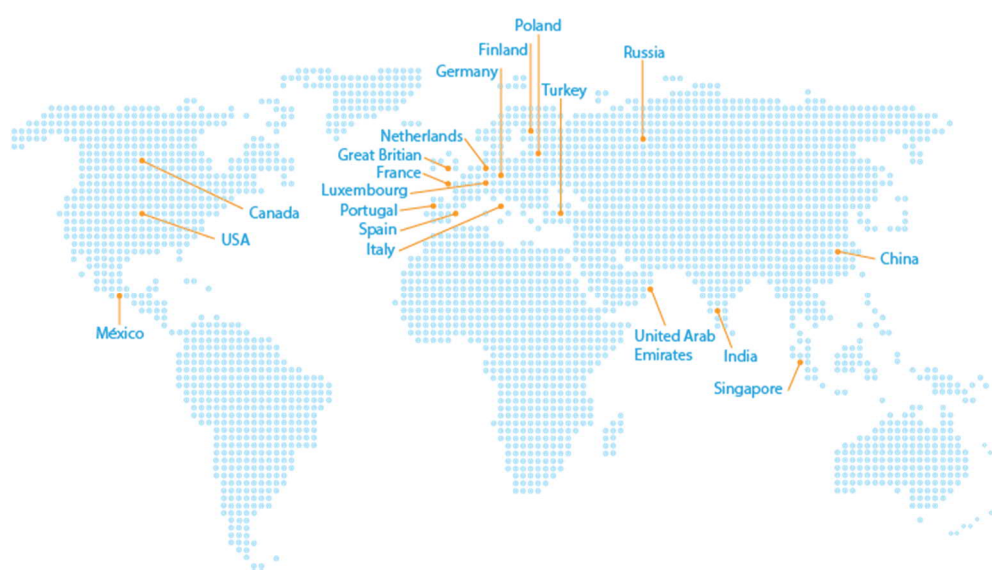 Poland
Finland
Russia
Germany
Turkey
Netherlands
Great Britian
France
Luxembourg
Portugal
Canada
Spain
USA
Italy
China
México
United Arab
Emirates
India
Singapore